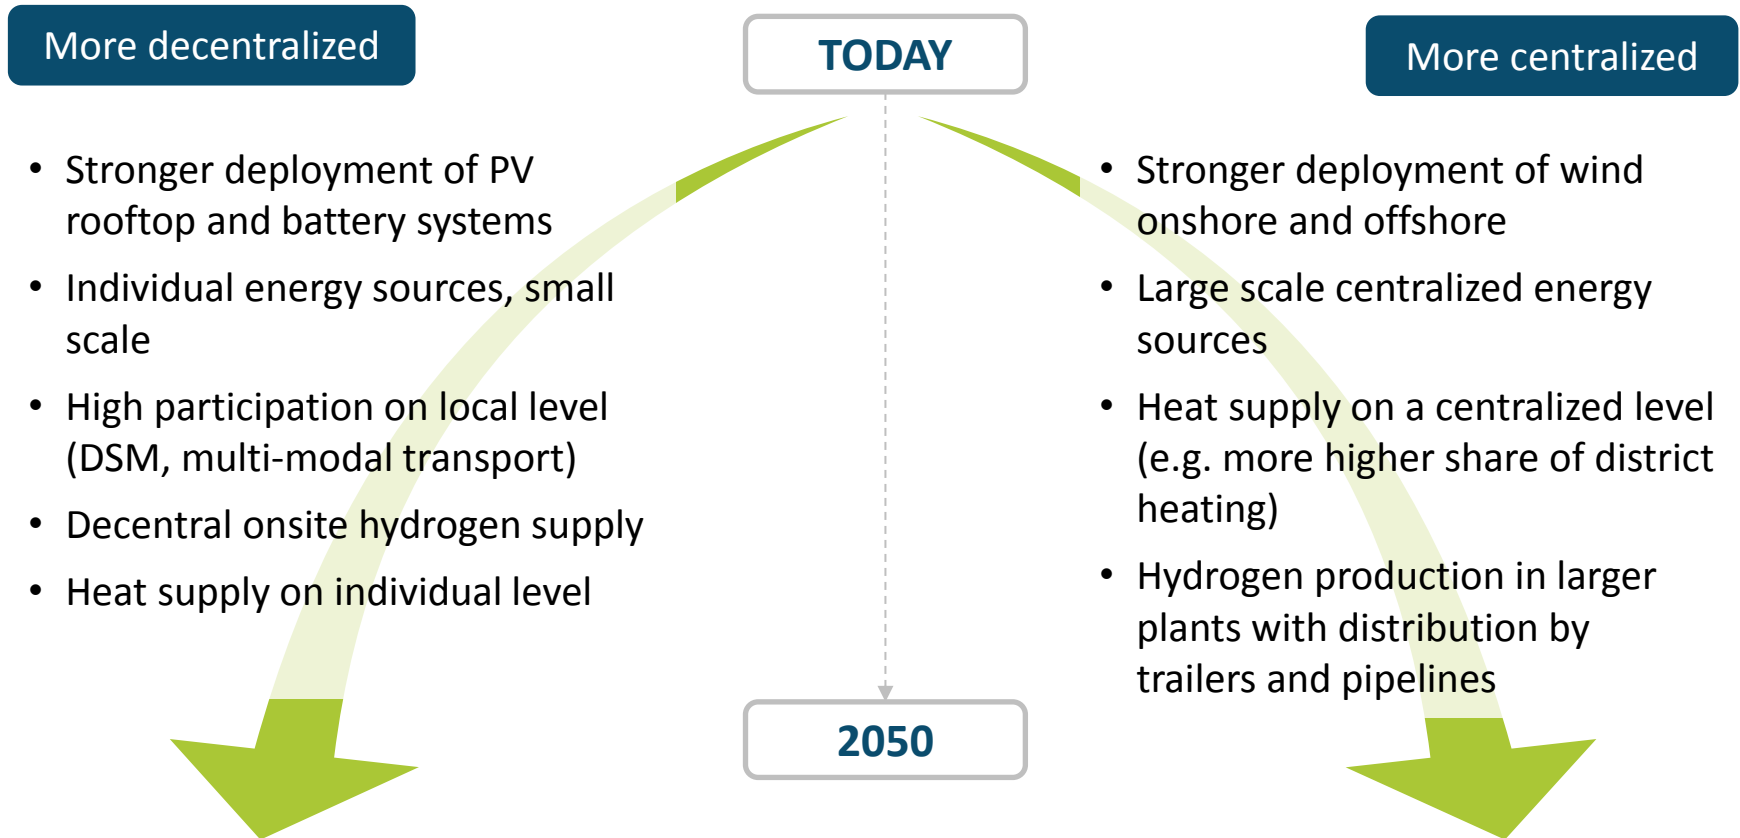 More decentralized
• Stronger deployment of PV
rooftop and battery systems
• Individual energy sources, small
scale
• High participation on local level
(DSM, multi-modal transport)
• Decentral onsite hydrogen supply
• Heat supply on individual level
TODAY
2050
More centralized
• Stronger deployment of wind
onshore and offshore
• Large scale centralized energy
sources
• Heat supply on a centralized level
(e.g. more higher share of district
heating)
• Hydrogen production in larger
plants with distribution by
trailers and pipelines